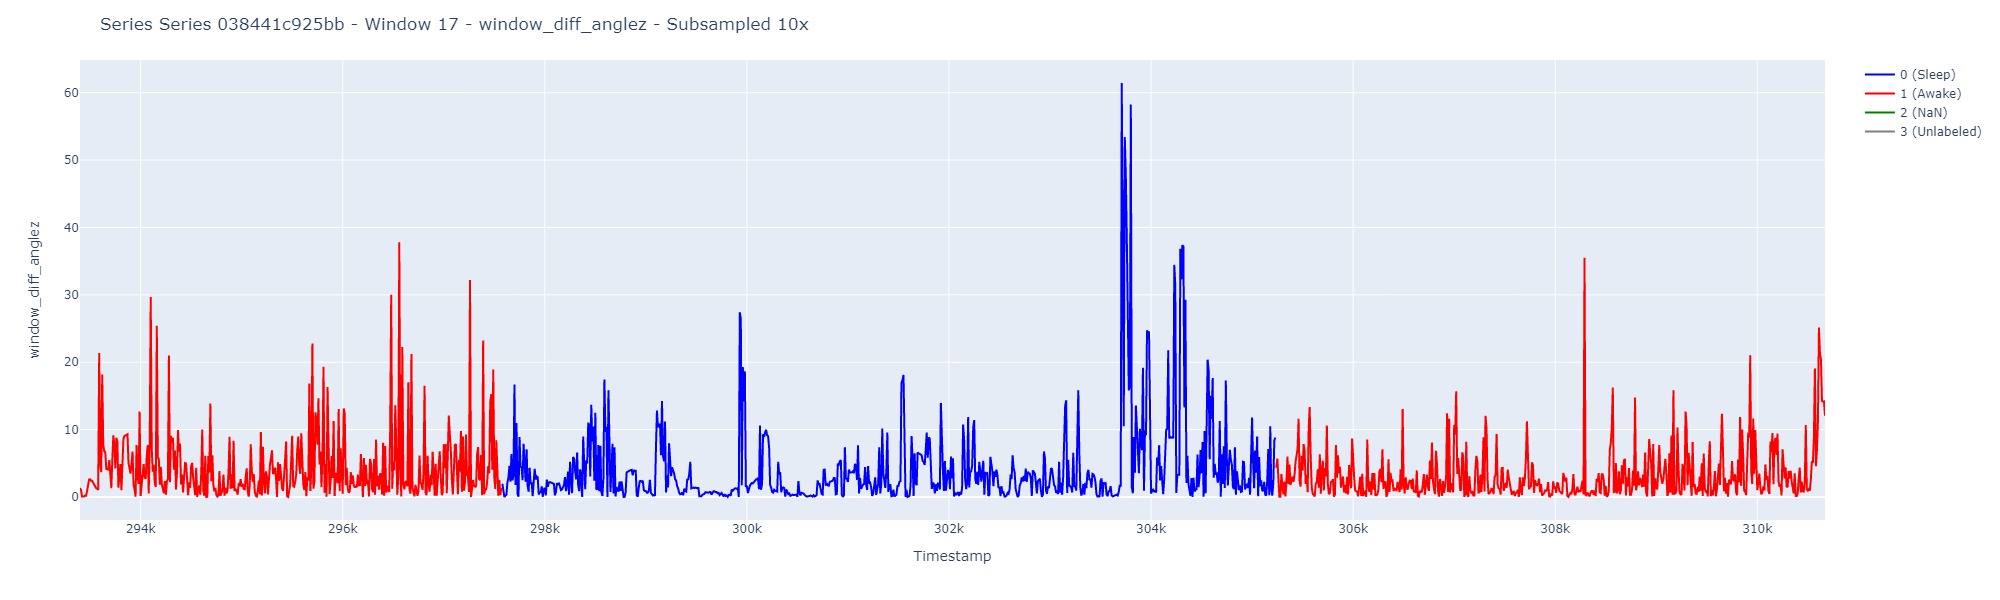 Series Series 038441c925bb - Window 17 - window_diff_anglez - Subsampled 10x
0 (Sleep)
1 (Awake)
2 (NaN)
3 (Unlabeled)
window_diff_anglez
60
50
40
30
20
10
0
294k 296k 298k 300k 302k 304k 306k 308k 310k
Timestamp